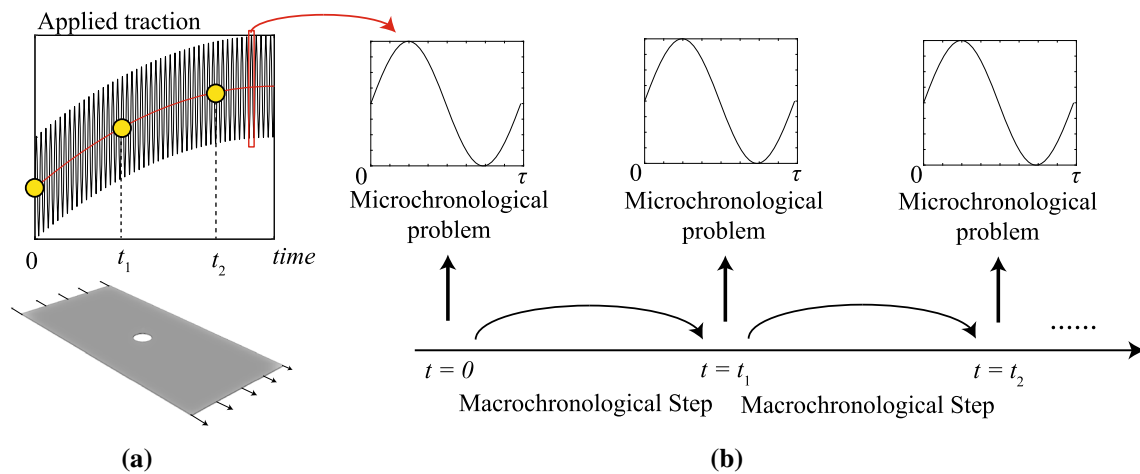 Applied traction
0
t1
t2
time
(a)
0
τ
Microchronological
problem
0
τ
Microchronological
problem
0
τ
Microchronological
problem
......
t = 0
t = t1
t = t2
Macrochronological Step
Macrochronological Step
(b)